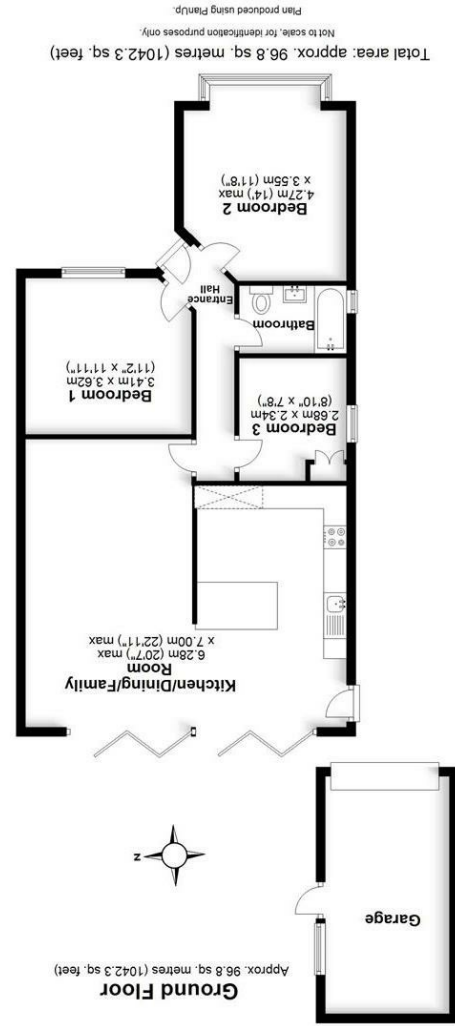 Ground Floor
Approx. 96.8 sq. metres (1042.3 sq. feet)
Garage
N
Kitchen/Dining/Family
Room
6.28m (20'7") max
x 7.00m (22'11") max
Bedroom 3
2.68m x 2.34m
(8'10" x 7'8")
Bedroom 1
3.41m x 3.62m
(11'2" x 11'11")
Bathroom
Entrance
Hall
Bedroom 2
4.27m (14') max
x 3.55m (11'8")
Total area: approx. 96.8 sq. metres (1042.3 sq. feet)
Not to scale, for identification purposes only.
Plan produced using PlanUp.